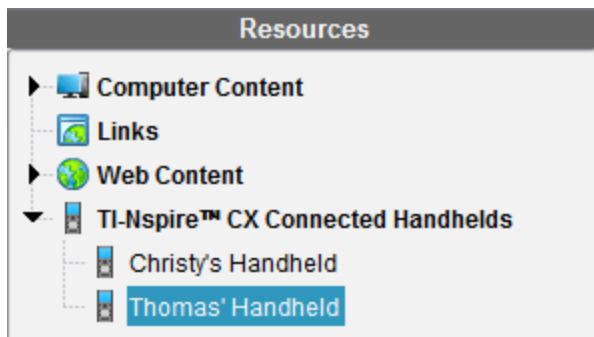 Resources
Computer Content
Links
Web Content
TI-Nspire™ CX Connected Handhelds
Christy's Handheld
Thomas' Handheld